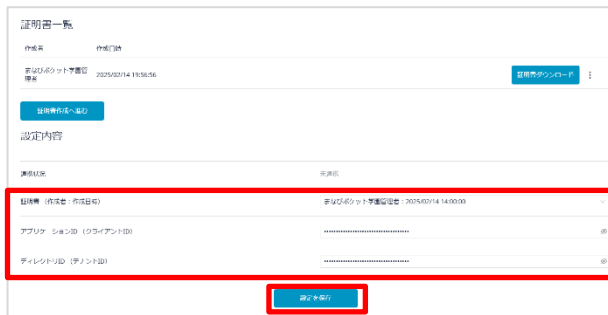 証明書一覧
作成者 作成日時
まなびポケット学園管理者 2025/02/14 19:56:56 証明書ダウンロード
証明書作成へ進む
設定内容
連携状況 未連携
証明書 (作成者:作成日時) まなびポケット学園管理者:2025/02/14 14:00:00
アプリケーションID (クライアントID)
ディレクトリID (テナントID)
設定を保存